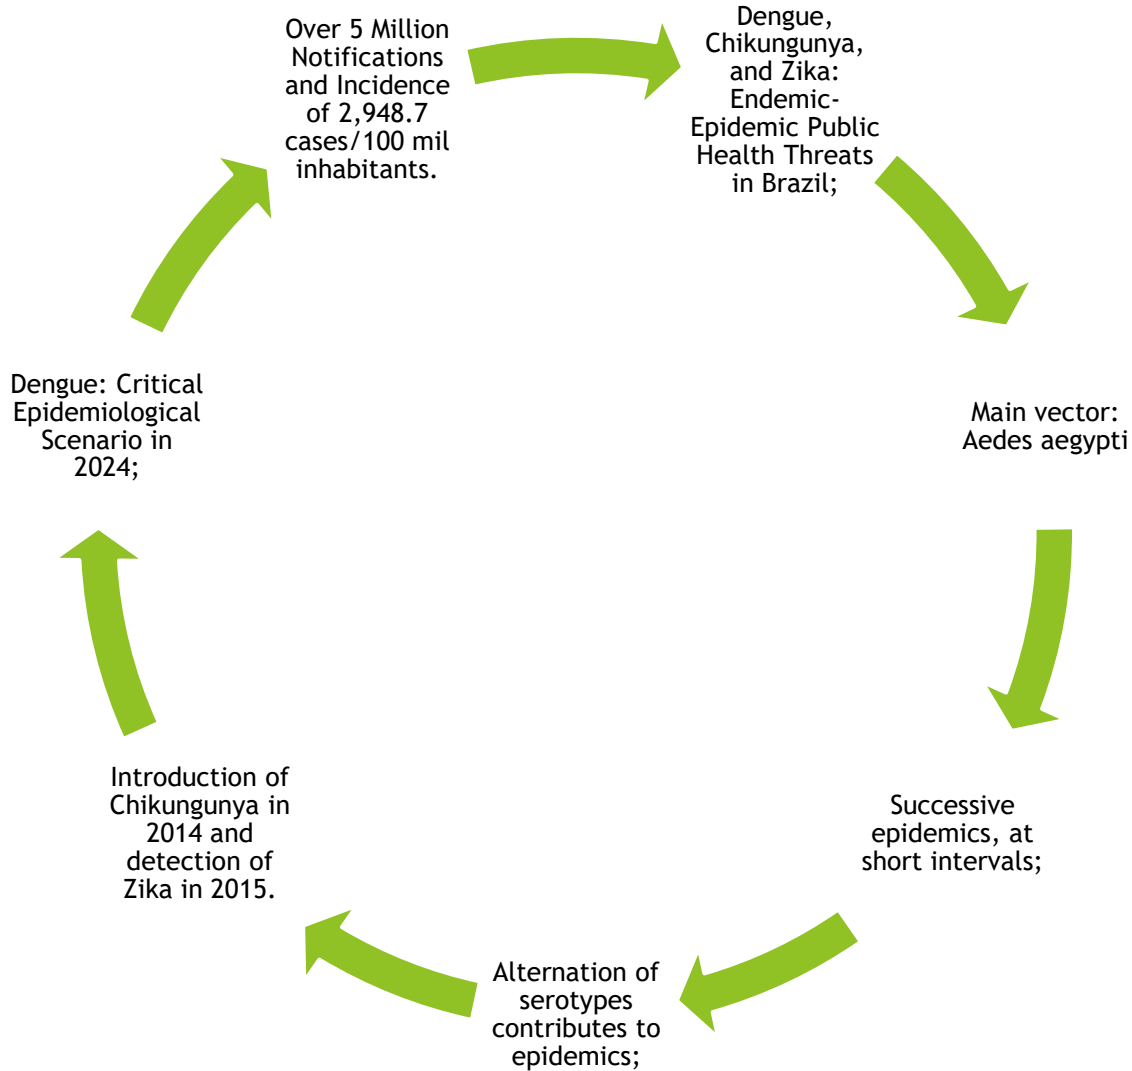 Over 5 Million
Notifications
and Incidence
of 2,948.7
cases/100 mil
inhabitants.
Dengue,
Chikungunya,
and Zika:
Endemic-
Epidemic Public
Health Threats
in Brazil;
Main vector:
Aedes aegypti
Successive
epidemics, at
short intervals;
Alternation of
serotypes
contributes to
epidemics;
Introduction of
Chikungunya in
2014 and
detection of
Zika in 2015.
Dengue: Critical
Epidemiological
Scenario in
2024;